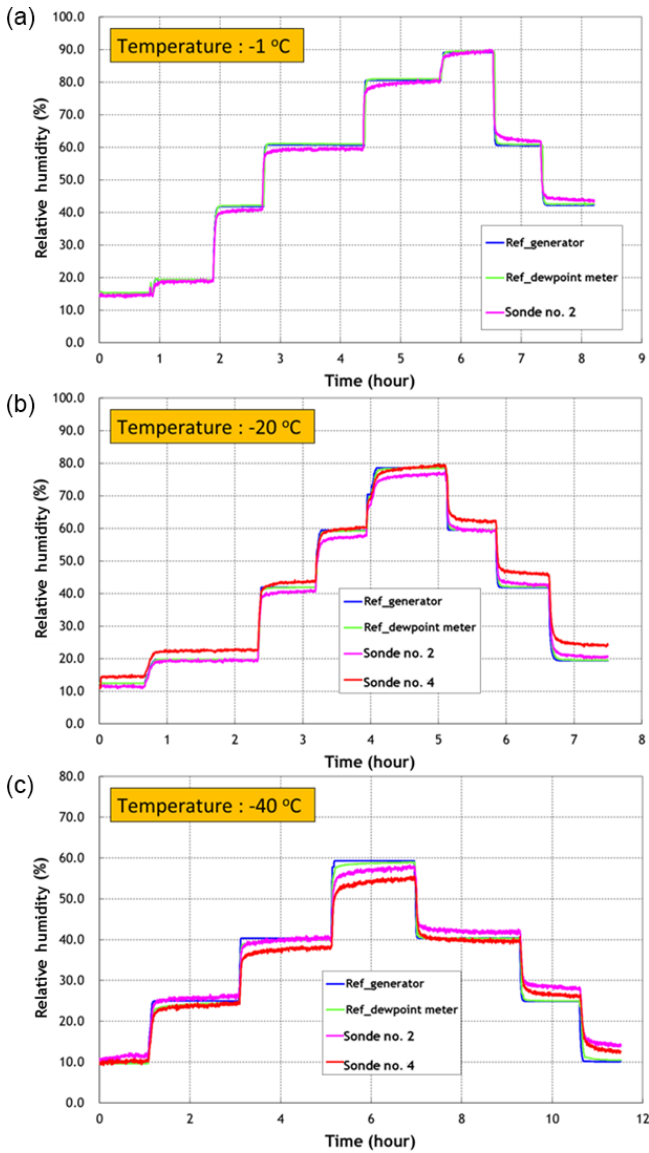 (a)
Temperature : -1 °C
Relative humidity (%)
100.0
90.0
80.0
70.0
60.0
50.0
40.0
30.0
20.0
10.0
0.0
Ref_generator
Ref_dewpoint meter
Sonde no. 2
0 1 2 3 4 5 6 7 8 9
Time (hour)
(b)
Temperature : -20 °C
Relative humidity (%)
100.0
90.0
80.0
70.0
60.0
50.0
40.0
30.0
20.0
10.0
0.0
Ref_generator
Ref_dewpoint meter
Sonde no. 2
Sonde no. 4
0 1 2 3 4 5 6 7 8
Time (hour)
(c)
Temperature : -40 °C
Relative humidity (%)
80.0
70.0
60.0
50.0
40.0
30.0
20.0
10.0
0.0
Ref_generator
Ref_dewpoint meter
Sonde no. 2
Sonde no. 4
0 2 4 6 8 10 12
Time (hour)